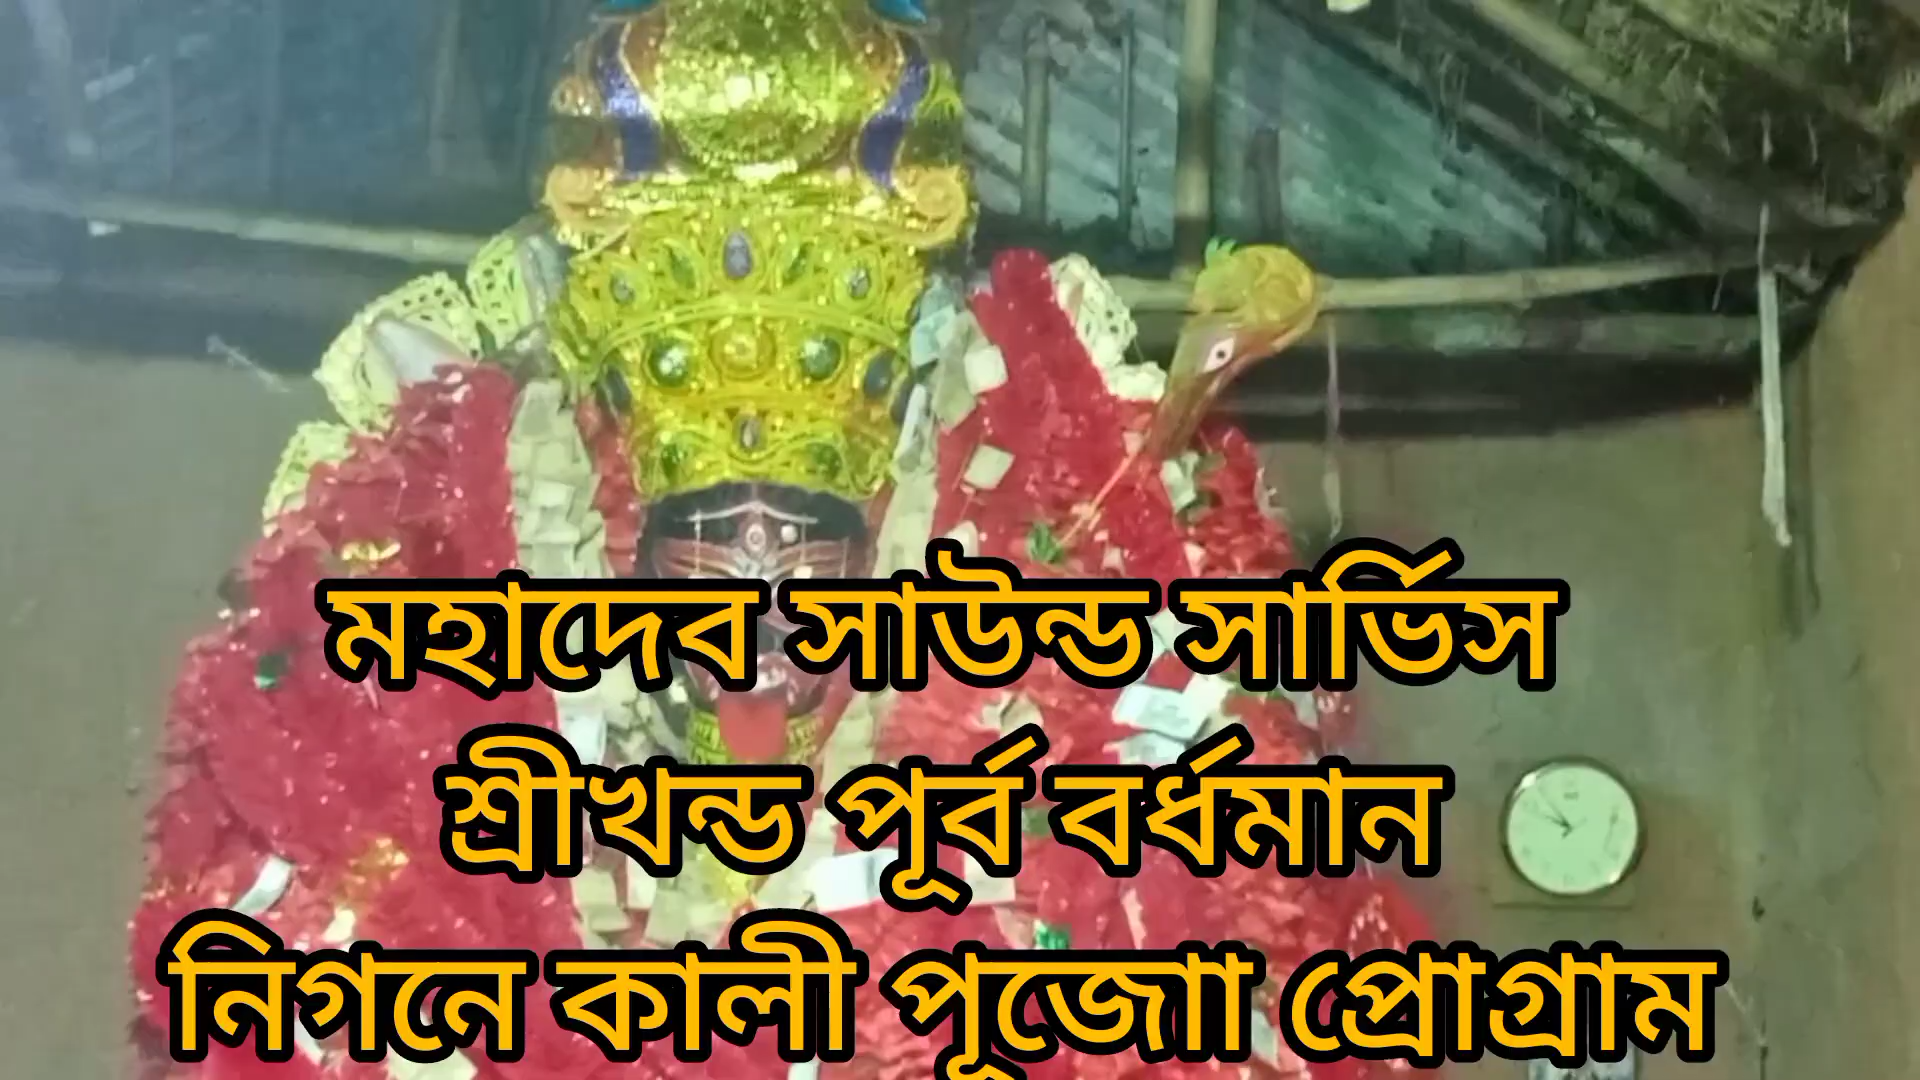 মহাদেব সাউন্ড সার্ভিস
শ্রীখন্ড পূর্ব বর্ধমান
নিগনে কালী পূজোা প্রোগ্রাম